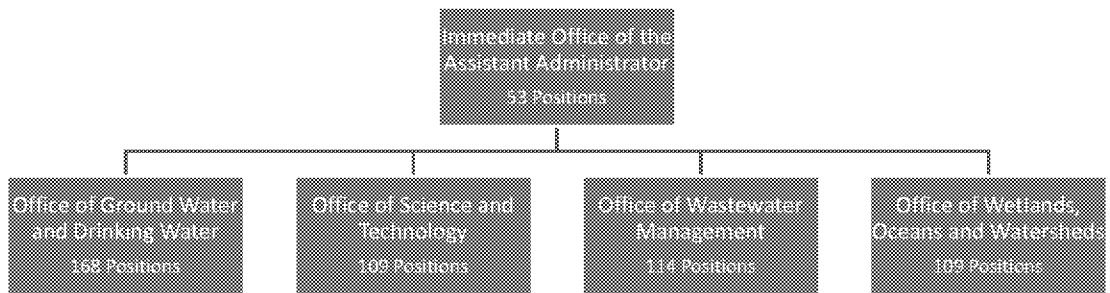 Immediate Office of the
Assistant Administrator
53 Positions
Office of Ground Water
and Drinking Water
168 Positions
Office of Science and
Technology
109 Positions
Office of Wastewater
Management
114 Positions
Office of Wetlands,
Oceans and Watersheds
109 Positions